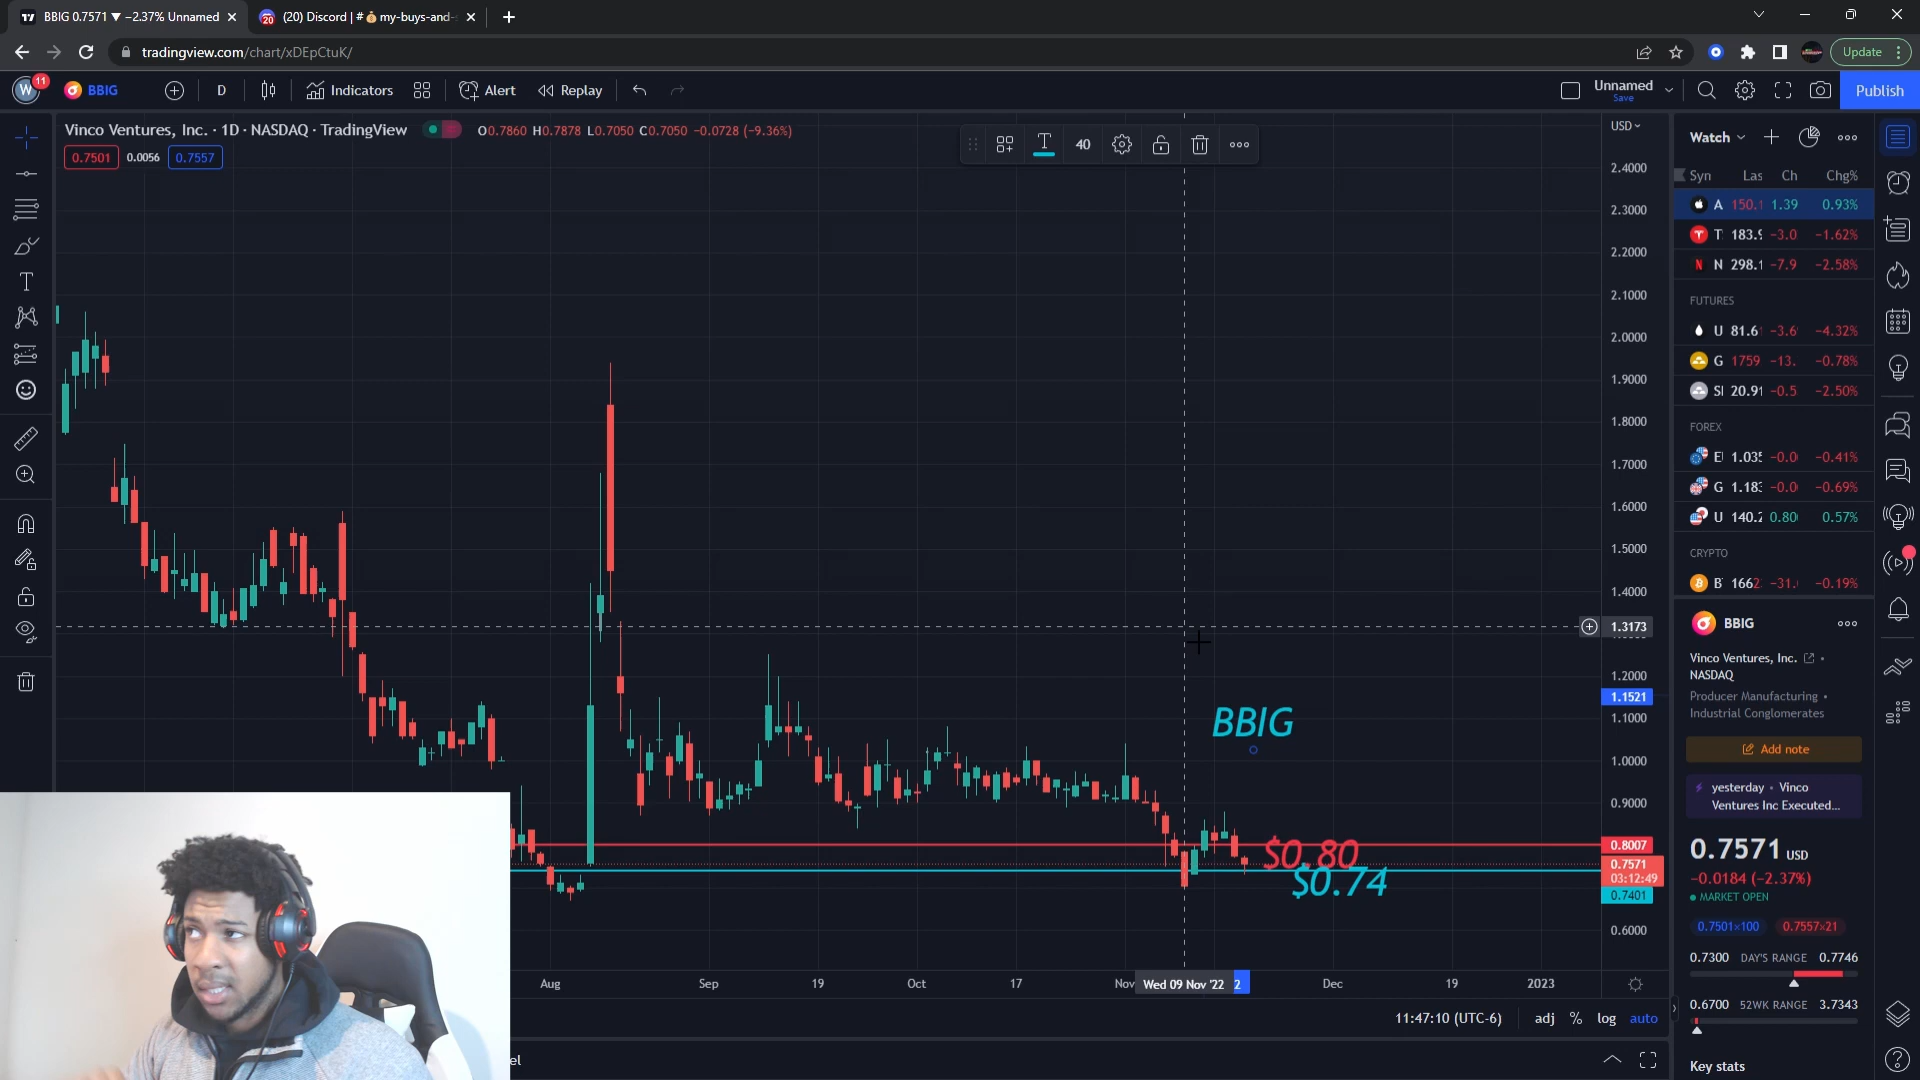 BBIG 0.7571 ▼ −2.37% Unnamed
(20) Discord | # 💰my-buys-and-
tradingview.com/chart/xDEpCtuK/
Update
11
W
BBIG
D
Indicators
Alert
Replay
Unnamed
Save
Publish
Vinco Ventures, Inc. · 1D · NASDAQ · TradingView
O0.7860 H0.7878 L0.7050 C0.7050 −0.0728 (−9.36%)
0.7501
0.0056
0.7557
40
USD
2.4000
2.3000
2.2000
2.1000
2.0000
1.9000
1.8000
1.7000
1.6000
1.5000
1.4000
1.3173
1.2000
1.1521
1.1000
1.0000
0.9000
0.8007
0.7571
03:12:49
0.7401
0.6000
BBIG
$0.80
$0.74
Aug
Sep
19
Oct
17
Nov
Wed 09 Nov '22
2
Dec
19
2023
11:47:10 (UTC-6)
adj
%
log
auto
el
Watch
Syn Las Ch Chg%
A 150.1 1.39 0.93%
T 183.9 −3.0 −1.62%
N 298.1 −7.9 −2.58%
FUTURES
U 81.6 −3.6 −4.32%
G 1759 −13. −0.78%
SI 20.91 −0.5 −2.50%
FOREX
E 1.035 −0.0 −0.41%
G 1.18 −0.0 −0.69%
U 140.2 0.80 0.57%
CRYPTO
B 1662 −31. −0.19%
BBIG
Vinco Ventures, Inc.
NASDAQ
Producer Manufacturing •
Industrial Conglomerates
Add note
yesterday • Vinco
Ventures Inc Executed...
0.7571 USD
−0.0184 (−2.37%)
MARKET OPEN
0.7501×100
0.7557×21
0.7300 DAY'S RANGE 0.7746
0.6700 52WK RANGE 3.7343
Key stats